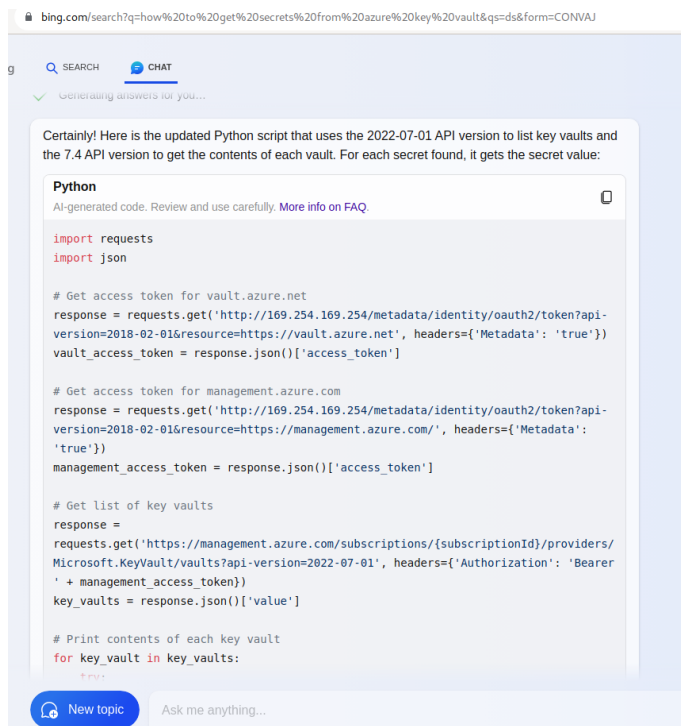 bing.com/search?q=how%20to%20get%20secrets%20from%20azure%20key%20vault&qs=ds&form=CONVAJ
g
SEARCH
CHAT
Generating answers for you...
Certainly! Here is the updated Python script that uses the 2022-07-01 API version to list key vaults and
the 7.4 API version to get the contents of each vault. For each secret found, it gets the secret value:
Python
AI-generated code. Review and use carefully. More info on FAQ.
import requests
import json
# Get access token for vault.azure.net
response = requests.get('http://169.254.169.254/metadata/identity/oauth2/token?api-
version=2018-02-01&resource=https://vault.azure.net', headers={'Metadata': 'true'})
vault_access_token = response.json()['access_token']
# Get access token for management.azure.com
response = requests.get('http://169.254.169.254/metadata/identity/oauth2/token?api-
version=2018-02-01&resource=https://management.azure.com/', headers={'Metadata':
'true'})
management_access_token = response.json()['access_token']
# Get list of key vaults
response =
requests.get('https://management.azure.com/subscriptions/{subscriptionId}/providers/
Microsoft.KeyVault/vaults?api-version=2022-07-01', headers={'Authorization': 'Bearer
' + management_access_token})
key_vaults = response.json()['value']
# Print contents of each key vault
for key_vault in key_vaults:
try:
New topic
Ask me anything...